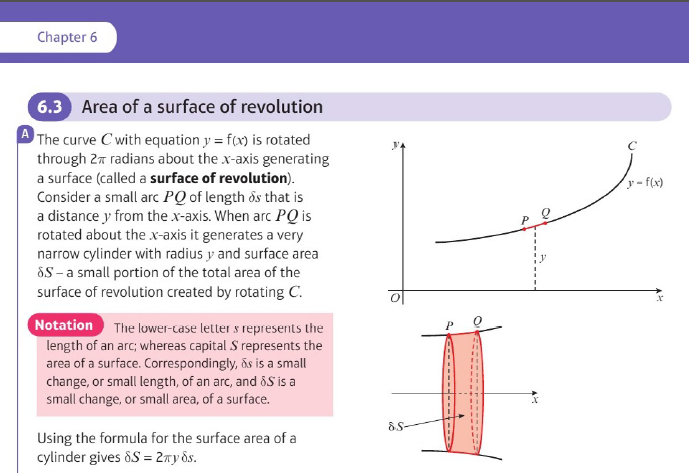 Chapter 6
6.3 Area of a surface of revolution
A
The curve C with equation y = f(x) is rotated
through 2π radians about the x-axis generating
a surface (called a surface of revolution).
Consider a small arc PQ of length δs that is
a distance y from the x-axis. When arc PQ is
rotated about the x-axis it generates a very
narrow cylinder with radius y and surface area
δS – a small portion of the total area of the
surface of revolution created by rotating C.
y
C
y = f(x)
P
Q
y
O
x
Notation The lower-case letter s represents the
length of an arc; whereas capital S represents the
area of a surface. Correspondingly, δs is a small
change, or small length, of an arc, and δS is a
small change, or small area, of a surface.
P
Q
x
δS
Using the formula for the surface area of a
cylinder gives δS = 2πy δs.